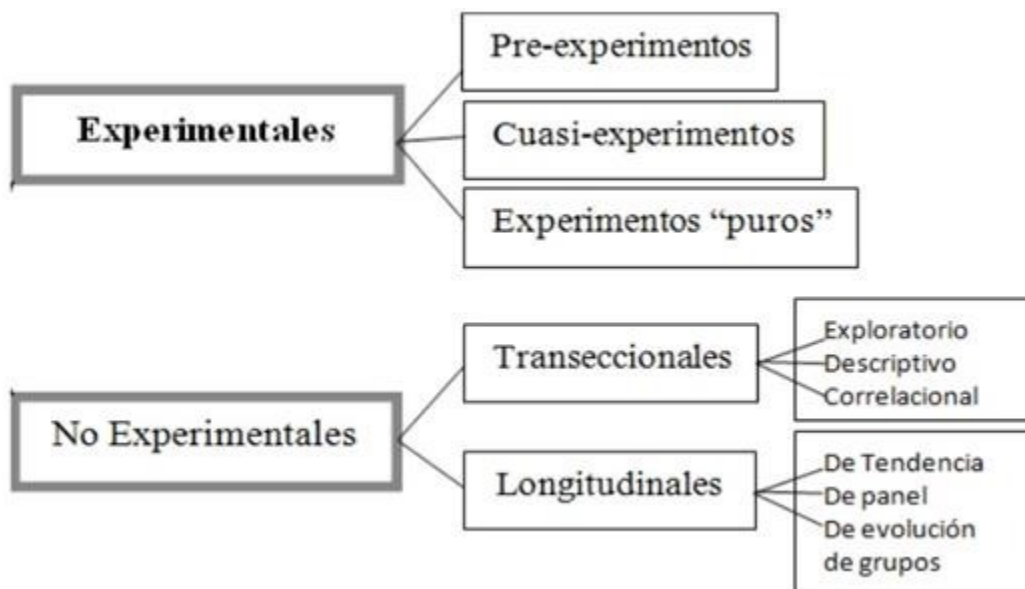 Experimentales
Pre-experimentos
Cuasi-experimentos
Experimentos “puros”
No Experimentales
Transeccionales
Exploratorio
Descriptivo
Correlacional
Longitudinales
De Tendencia
De panel
De evolución
de grupos